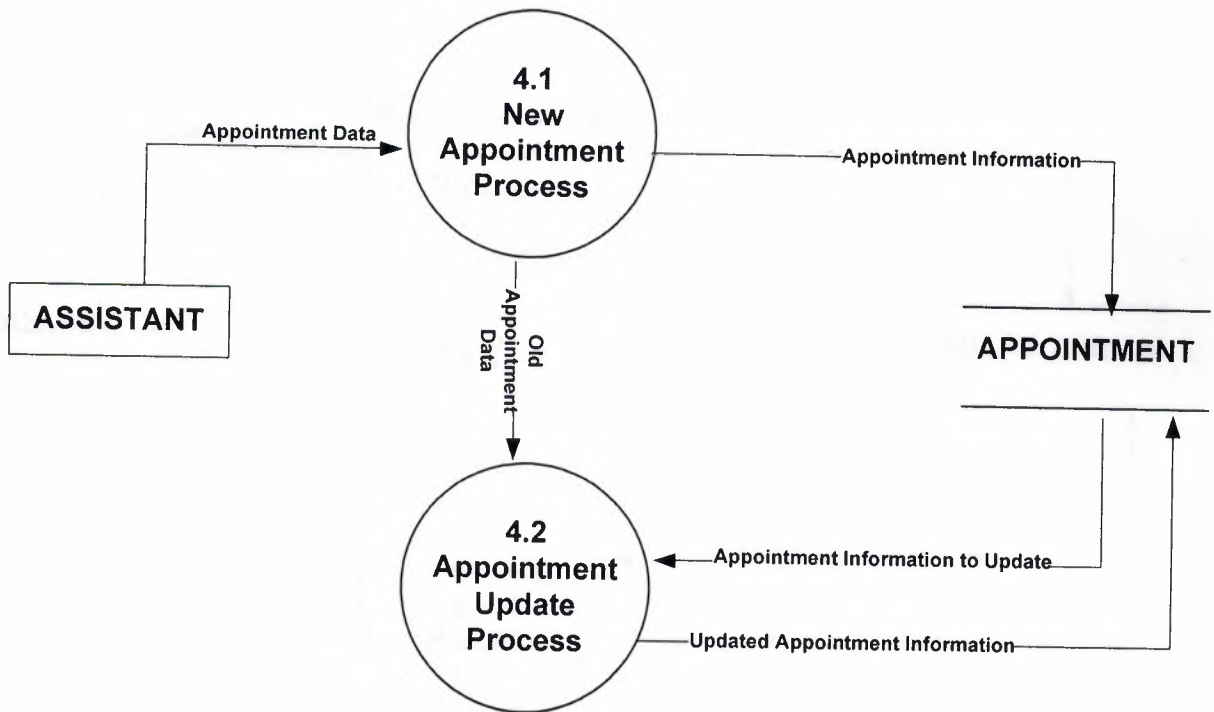 4.1
New
Appointment
Process
Appointment Data
Appointment Information
ASSISTANT
Old
Appointment
Data
APPOINTMENT
4.2
Appointment
Update
Process
Appointment Information to Update
Updated Appointment Information